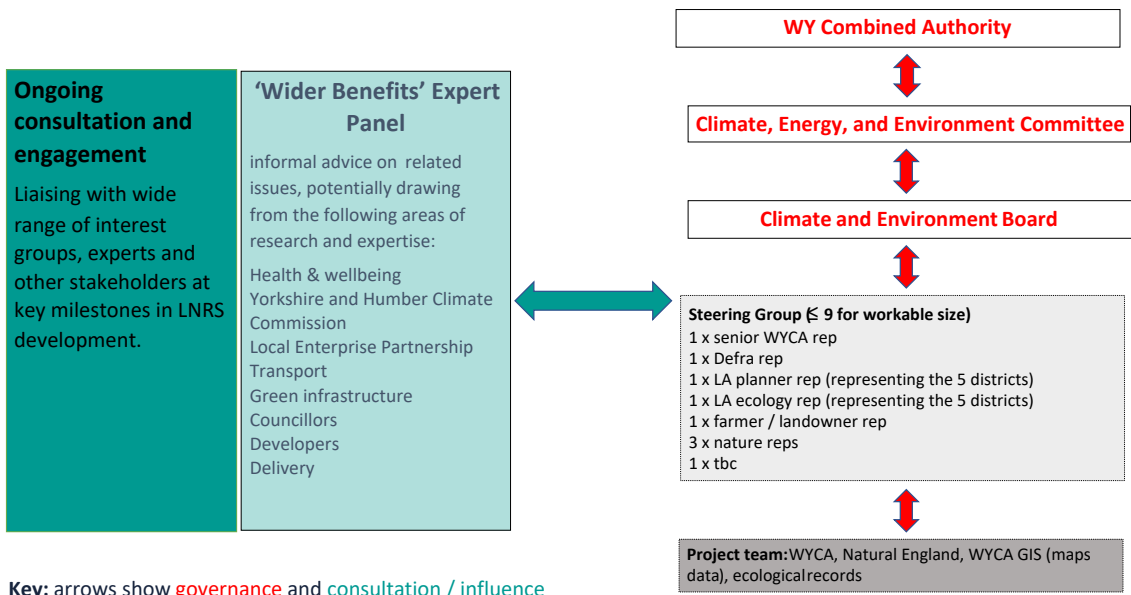 Ongoing
consultation and
engagement
Liaising with wide
range of interest
groups, experts and
other stakeholders at
key milestones in LNRS
development.
‘Wider Benefits’ Expert
Panel
informal advice on related
issues, potentially drawing
from the following areas of
research and expertise:
Health & wellbeing
Yorkshire and Humber Climate
Commission
Local Enterprise Partnership
Transport
Green infrastructure
Councillors
Developers
Delivery
WY Combined Authority
Climate, Energy, and Environment Committee
Climate and Environment Board
Steering Group (≤ 9 for workable size)
1 x senior WYCA rep
1 x Defra rep
1 x LA planner rep (representing the 5 districts)
1 x LA ecology rep (representing the 5 districts)
1 x farmer / landowner rep
3 x nature reps
1 x tbc
Project team: WYCA, Natural England, WYCA GIS (maps
data), ecological records
Key: arrows show governance and consultation / influence